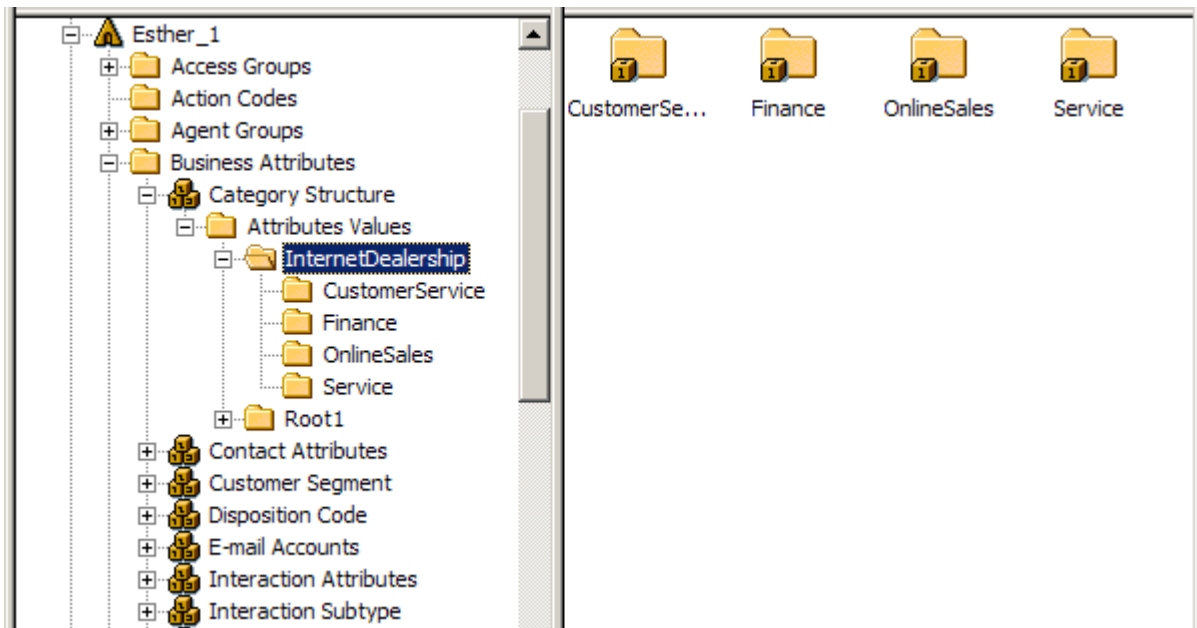 Esther_1
Access Groups
Action Codes
Agent Groups
Business Attributes
Category Structure
Attributes Values
InternetDealership
CustomerService
Finance
OnlineSales
Service
Root1
Contact Attributes
Customer Segment
Disposition Code
E-mail Accounts
Interaction Attributes
Interaction Subtype
CustomerSe... Finance OnlineSales Service